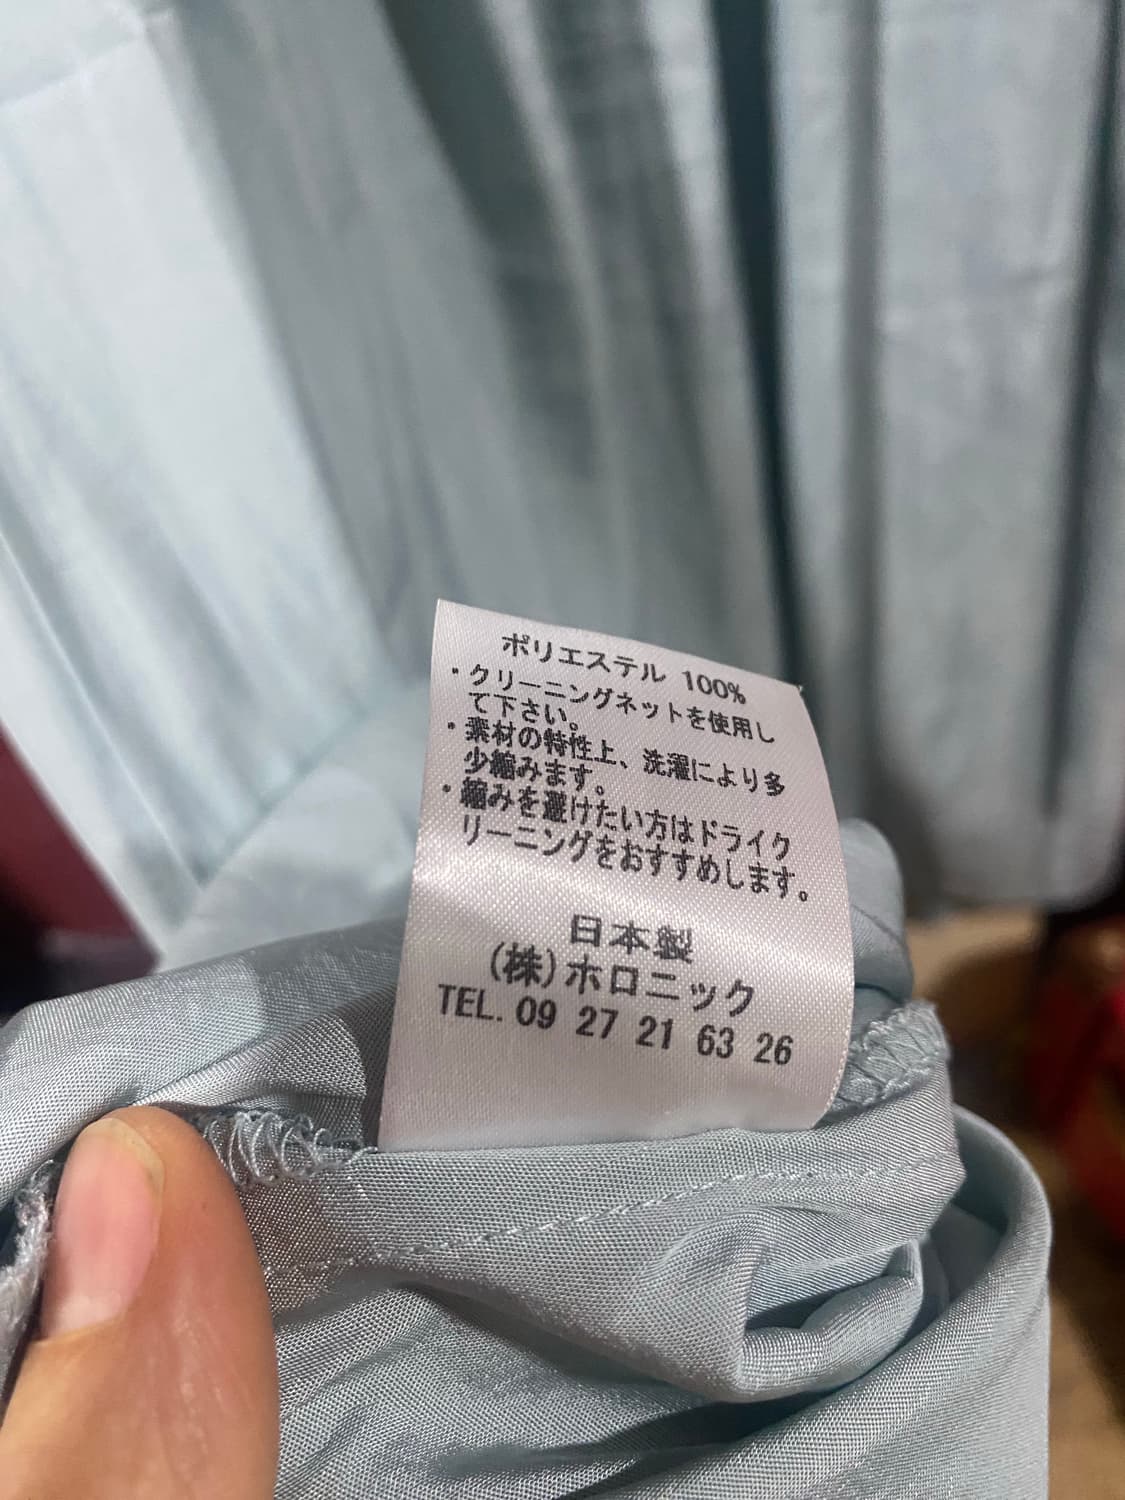 ポリエステル 100%
・クリーニングネットを使用し
て下さい。
・素材の特性上、洗濯により多
少縮みます。
・縮みを避けたい方はドライク
リーニングをおすすめします。
日本製
(株)ホロニック
TEL. 09 27 21 63 26